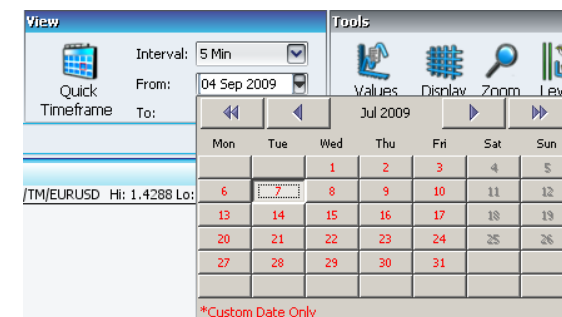 View
Tools
Interval: 5 Min
From: 04 Sep 2009
To:
Quick
Timeframe
Values Display Zoom Lev
Jul 2009
Mon Tue Wed Thu Fri Sat Sun
1 2 3 4 5
6 7 8 9 10 11 12
13 14 15 16 17 18 19
20 21 22 23 24 25 26
27 28 29 30 31
/TM/EURUSD Hi: 1.4288 Lo:
*Custom Date Only